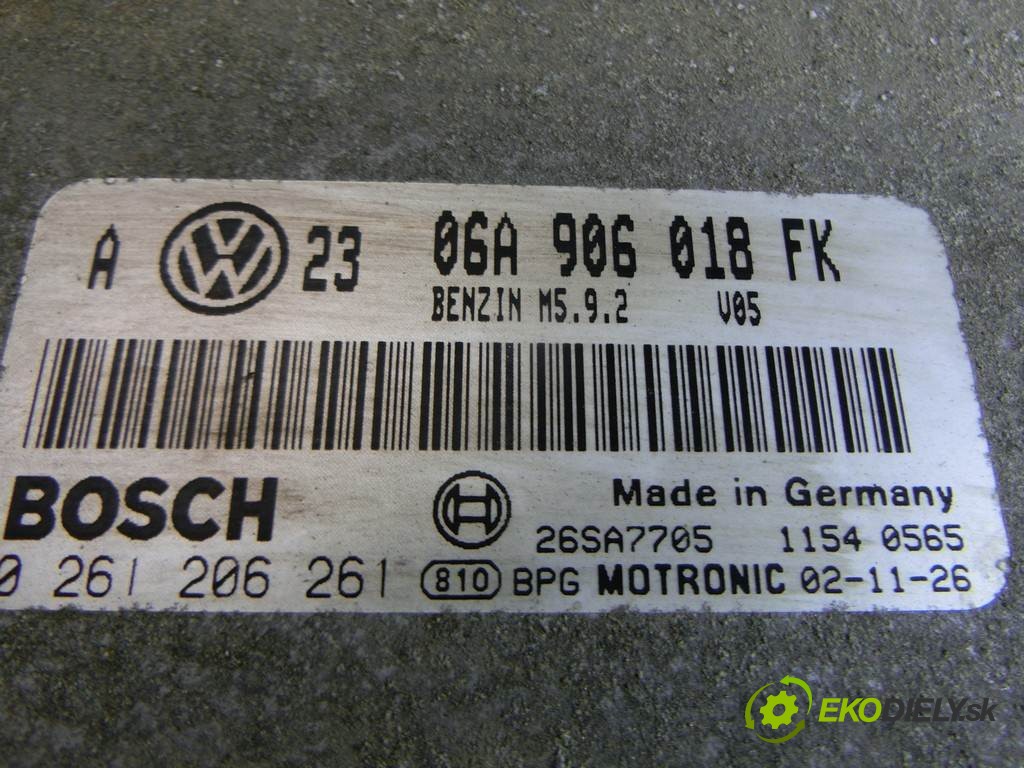 A VW 23 06A 906 018 FK
BENZIN M5.9.2 V05
BOSCH Made in Germany
26SA7705 1154 0565
0 261 206 261 810 BPG MOTRONIC 02-11-26
EKODIELY.sk